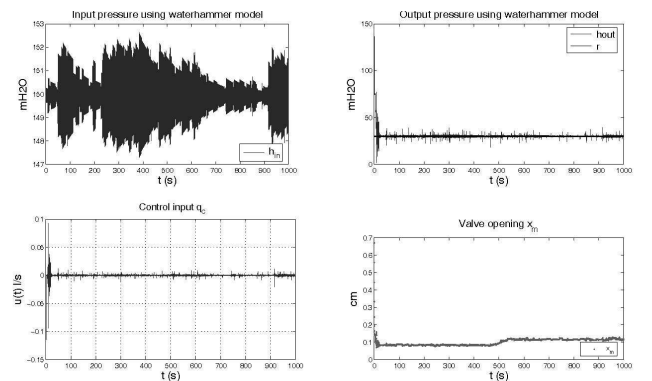 Input pressure using waterhammer model
153
152
151
150
149
148
147
mH2O
h_in
0 100 200 300 400 500 600 700 800 900 1000
t (s)
Output pressure using waterhammer model
150
100
50
0
mH2O
hout
r
0 100 200 300 400 500 600 700 800 900 1000
t (s)
Control input q_c
0.1
0.05
0
-0.05
-0.1
-0.15
u(t) l/s
0 100 200 300 400 500 600 700 800 900 1000
t (s)
Valve opening x_m
0.7
0.6
0.5
0.4
0.3
0.2
0.1
0
cm
x_m
0 100 200 300 400 500 600 700 800 900 1000
t (s)